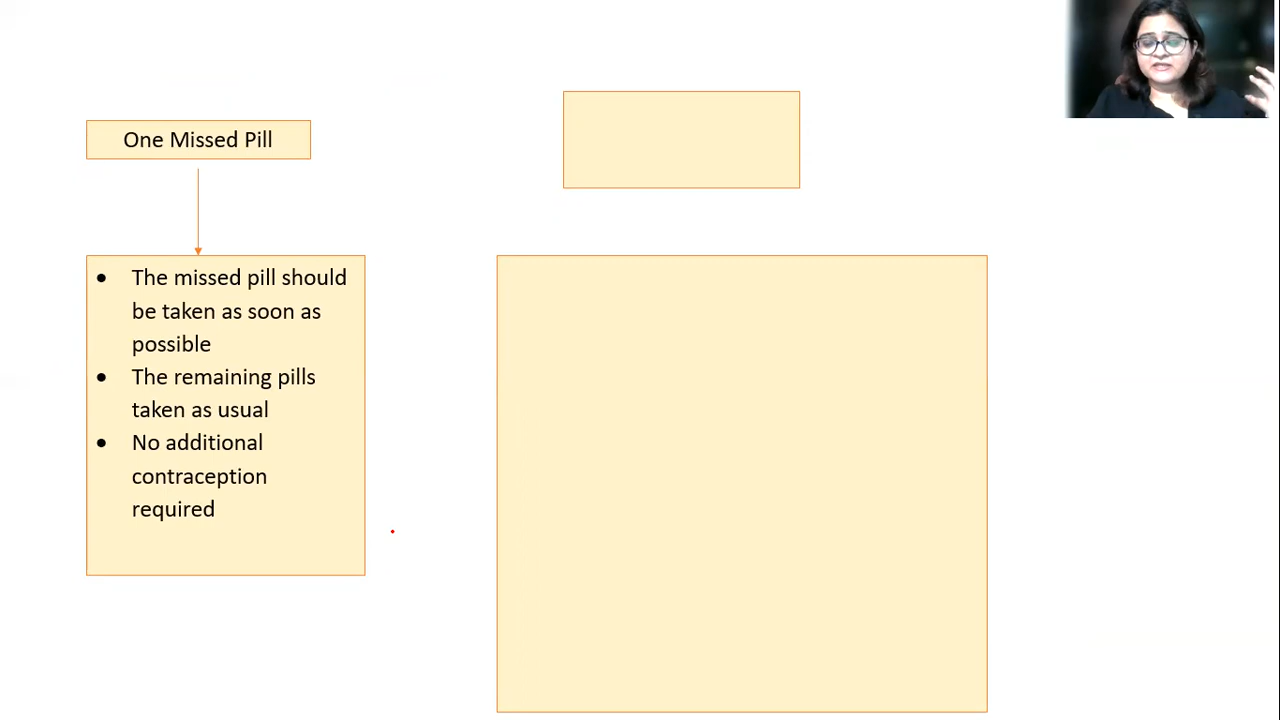 One Missed Pill
• The missed pill should
be taken as soon as
possible
• The remaining pills
taken as usual
• No additional
contraception
required